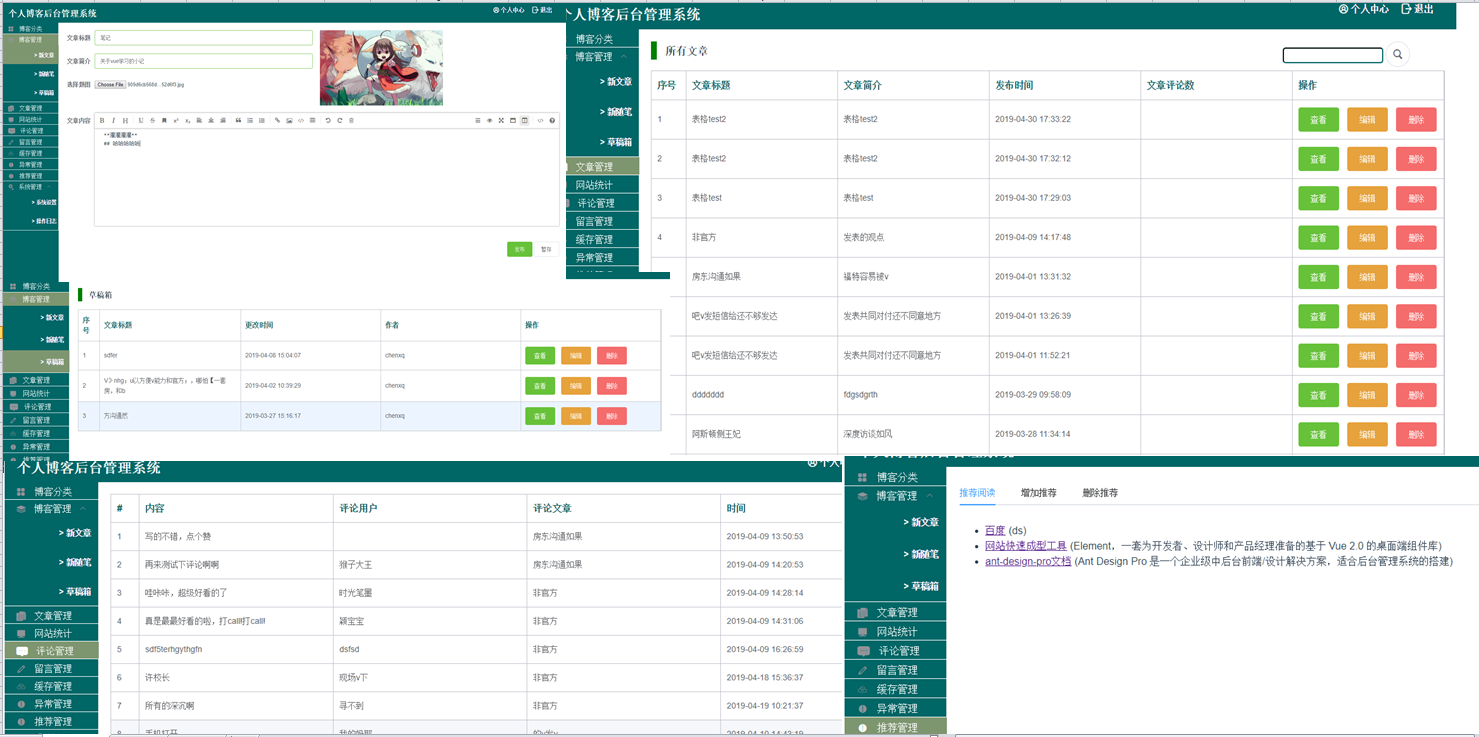 个人博客后台管理系统
个人中心 退出
博客分类
博客管理
> 新文章
> 新随笔
> 草稿箱
文章管理
网站统计
评论管理
留言管理
缓存管理
异常管理
推荐管理
系统管理
> 系统设置
> 操作日志
文章标题 笔记
文章简介 关于vue学习的小记
选择题图 Choose File
文章内容
## 哈哈哈哈哈
发布 暂存
个人博客后台管理系统
个人中心 退出
博客分类
博客管理
> 新文章
> 新随笔
> 草稿箱
文章管理
网站统计
评论管理
留言管理
缓存管理
异常管理
所有文章
序号 文章标题 文章简介 发布时间 文章评论数 操作
1 表格test2 表格test2 2019-04-30 17:33:22 查看 编辑 删除
2 表格test2 表格test2 2019-04-30 17:32:12 查看 编辑 删除
3 表格test 表格test 2019-04-30 17:29:03 查看 编辑 删除
4 非官方 发表的观点 2019-04-09 14:17:48 查看 编辑 删除
房东沟通如果 福特容易被v 2019-04-01 13:31:32 查看 编辑 删除
吧v发短信给还不够发达 发表共同对付还不同意地方 2019-04-01 13:26:39 查看 编辑 删除
吧v发短信给还不够发达 发表共同对付还不同意地方 2019-04-01 11:52:21 查看 编辑 删除
ddddddd fdgsdgrth 2019-03-29 09:58:09 查看 编辑 删除
阿斯顿侧王妃 深度访谈如风 2019-03-28 11:34:14 查看 编辑 删除
博客分类
博客管理
> 新文章
> 新随笔
> 草稿箱
文章管理
网站统计
评论管理
留言管理
缓存管理
异常管理
推荐管理
草稿箱
序号 文章标题 更改时间 作者 操作
1 sdfer 2019-04-08 15:04:07 chenxq 查看 编辑 删除
2 2019-04-02 10:39:29 chenxq 查看 编辑 删除
3 方沟通然 2019-03-27 15:16:17 chenxq 查看 编辑 删除
个人博客后台管理系统
个人
博客分类
博客管理
> 新文章
> 新随笔
> 草稿箱
文章管理
网站统计
评论管理
留言管理
缓存管理
异常管理
推荐管理
# 内容 评论用户 评论文章 时间
1 写的不错，点个赞 房东沟通如果 2019-04-09 13:50:53
2 再来测试下评论啊啊 猴子大王 房东沟通如果 2019-04-09 14:20:53
3 哇咔咔，超级好看的了 时光笔墨 非官方 2019-04-09 14:28:14
4 真是最最好看的啦，打call!打call! 颖宝宝 非官方 2019-04-09 14:31:06
5 sdf5terhgythgfn dsfsd 非官方 2019-04-09 16:26:59
6 许校长 现场v下 非官方 2019-04-18 15:36:37
7 所有的深沉啊 寻不到 非官方 2019-04-19 10:21:37
博客分类
博客管理
> 新文章
> 新随笔
> 草稿箱
文章管理
网站统计
评论管理
留言管理
缓存管理
异常管理
推荐管理
推荐阅读 增加推荐 删除推荐
百度 (ds)
网站快速成型工具 (Element，一套为开发者、设计师和产品经理准备的基于 Vue 2.0 的桌面端组件库)
ant-design-pro文档 (Ant Design Pro 是一个企业级中后台前端/设计解决方案，适合后台管理系统的搭建)